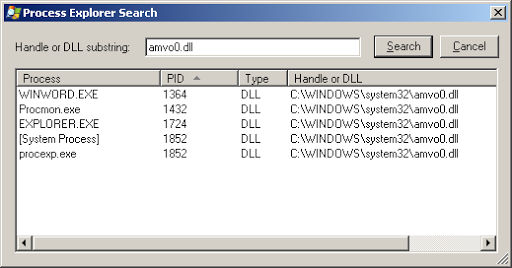 Process Explorer Search
Handle or DLL substring: amvo0.dll Search Cancel
Process PID Type Handle or DLL
WINWORD.EXE 1364 DLL C:\WINDOWS\system32\amvo0.dll
Procmon.exe 1432 DLL C:\WINDOWS\system32\amvo0.dll
EXPLORER.EXE 1724 DLL C:\WINDOWS\system32\amvo0.dll
[System Process] 1852 DLL C:\WINDOWS\system32\amvo0.dll
procexp.exe 1852 DLL C:\WINDOWS\system32\amvo0.dll